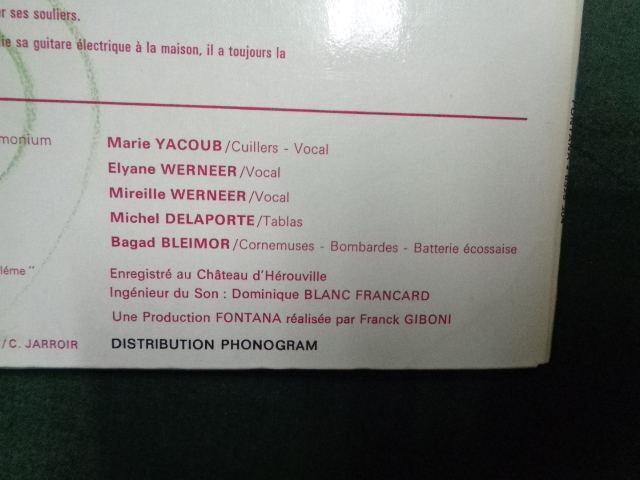 r ses souliers.
ie sa guitare électrique à la maison, il a toujours la
monium
Marie YACOUB/Cuillers - Vocal
Elyane WERNEER/Vocal
Mireille WERNEER/Vocal
Michel DELAPORTE/Tablas
Bagad BLEIMOR/Cornemuses - Bombardes - Batterie écossaise
ième"
Enregistré au Château d'Hérouville
Ingénieur du Son : Dominique BLANC FRANCARD
Une Production FONTANA réalisée par Franck GIBONI
/C. JARROIR
DISTRIBUTION PHONOGRAM